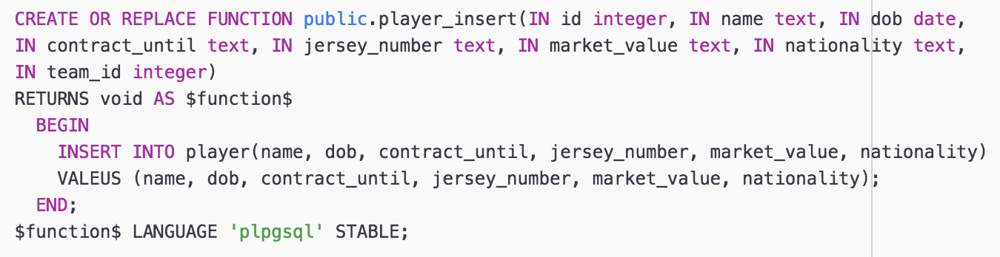 CREATE OR REPLACE FUNCTION public.player_insert(IN id integer, IN name text, IN dob date,
IN contract_until text, IN jersey_number text, IN market_value text, IN nationality text,
IN team_id integer)
RETURNS void AS $function$
  BEGIN
    INSERT INTO player(name, dob, contract_until, jersey_number, market_value, nationality)
    VALEUS (name, dob, contract_until, jersey_number, market_value, nationality);
  END;
$function$ LANGUAGE 'plpgsql' STABLE;